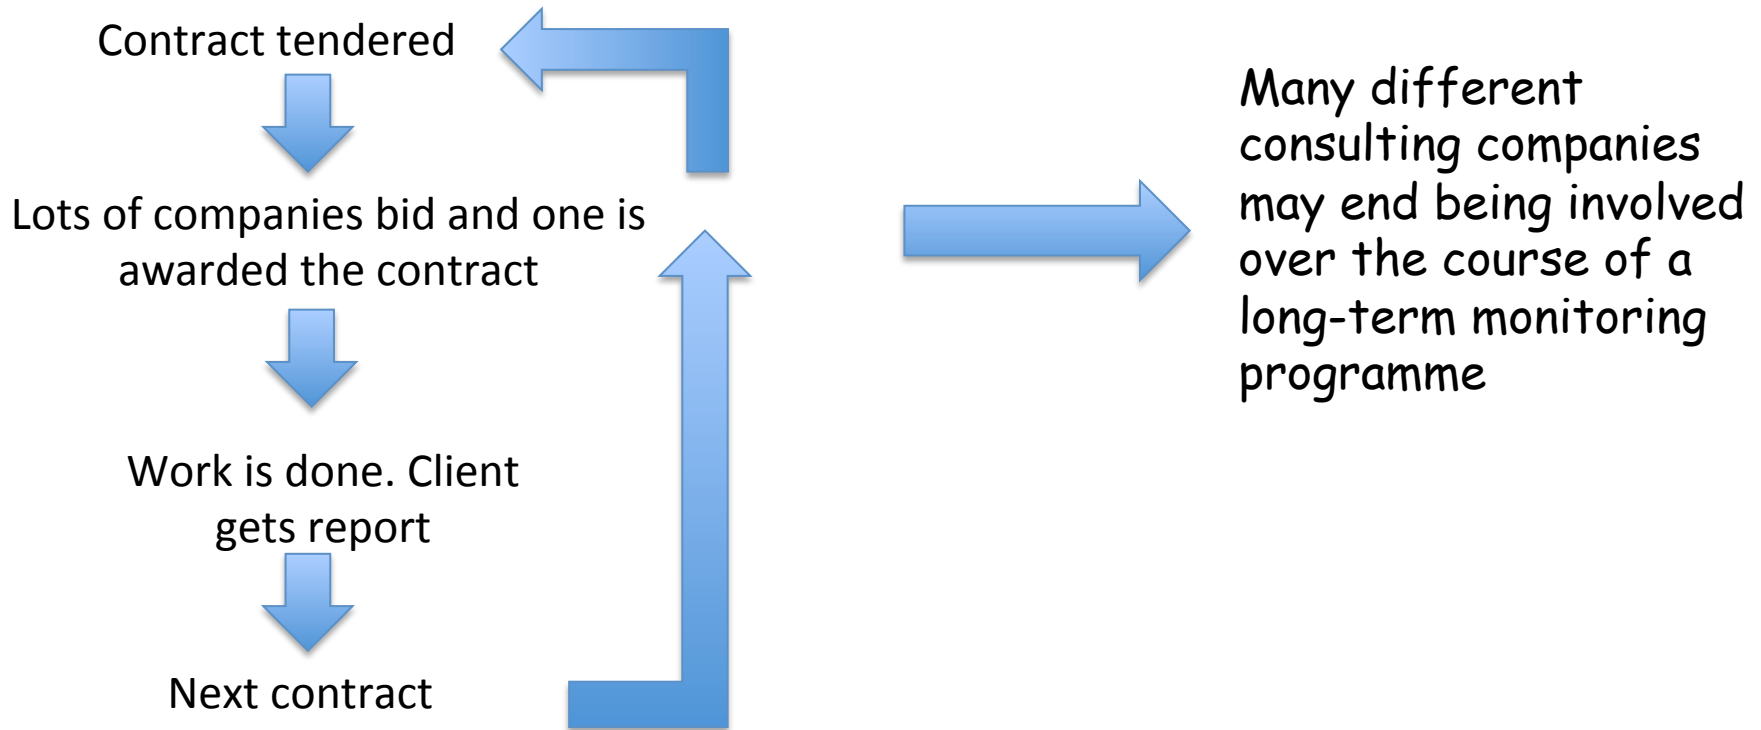 Contract tendered
Lots of companies bid and one is
awarded the contract
Work is done. Client
gets report
Next contract
Many different
consulting companies
may end being involved
over the course of a
long-term monitoring
programme